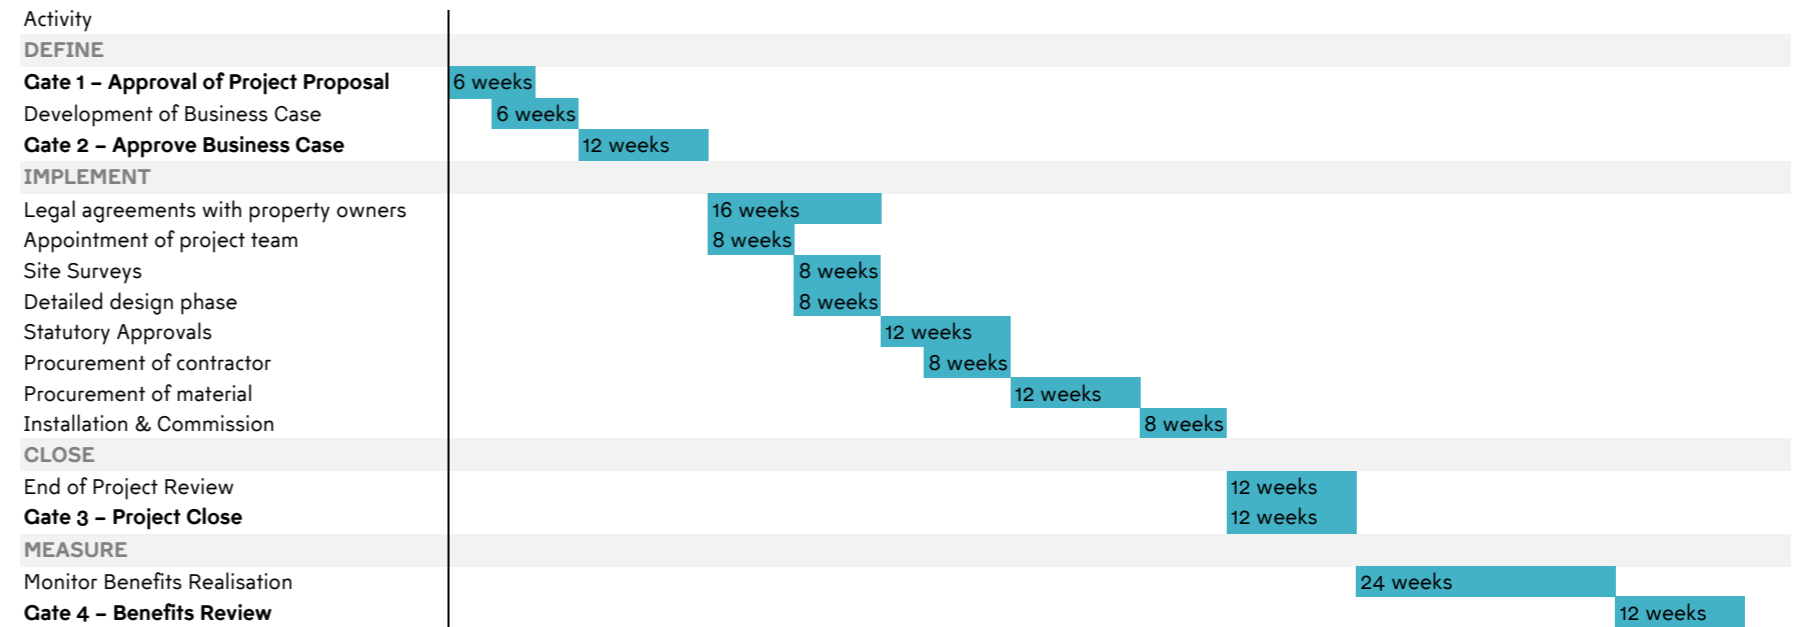 Activity
DEFINE
Gate 1 – Approval of Project Proposal 6 weeks
Development of Business Case 6 weeks
Gate 2 – Approve Business Case 12 weeks
IMPLEMENT
Legal agreements with property owners 16 weeks
Appointment of project team 8 weeks
Site Surveys 8 weeks
Detailed design phase 8 weeks
Statutory Approvals 12 weeks
Procurement of contractor 8 weeks
Procurement of material 12 weeks
Installation & Commission 8 weeks
CLOSE
End of Project Review 12 weeks
Gate 3 – Project Close 12 weeks
MEASURE
Monitor Benefits Realisation 24 weeks
Gate 4 – Benefits Review 12 weeks